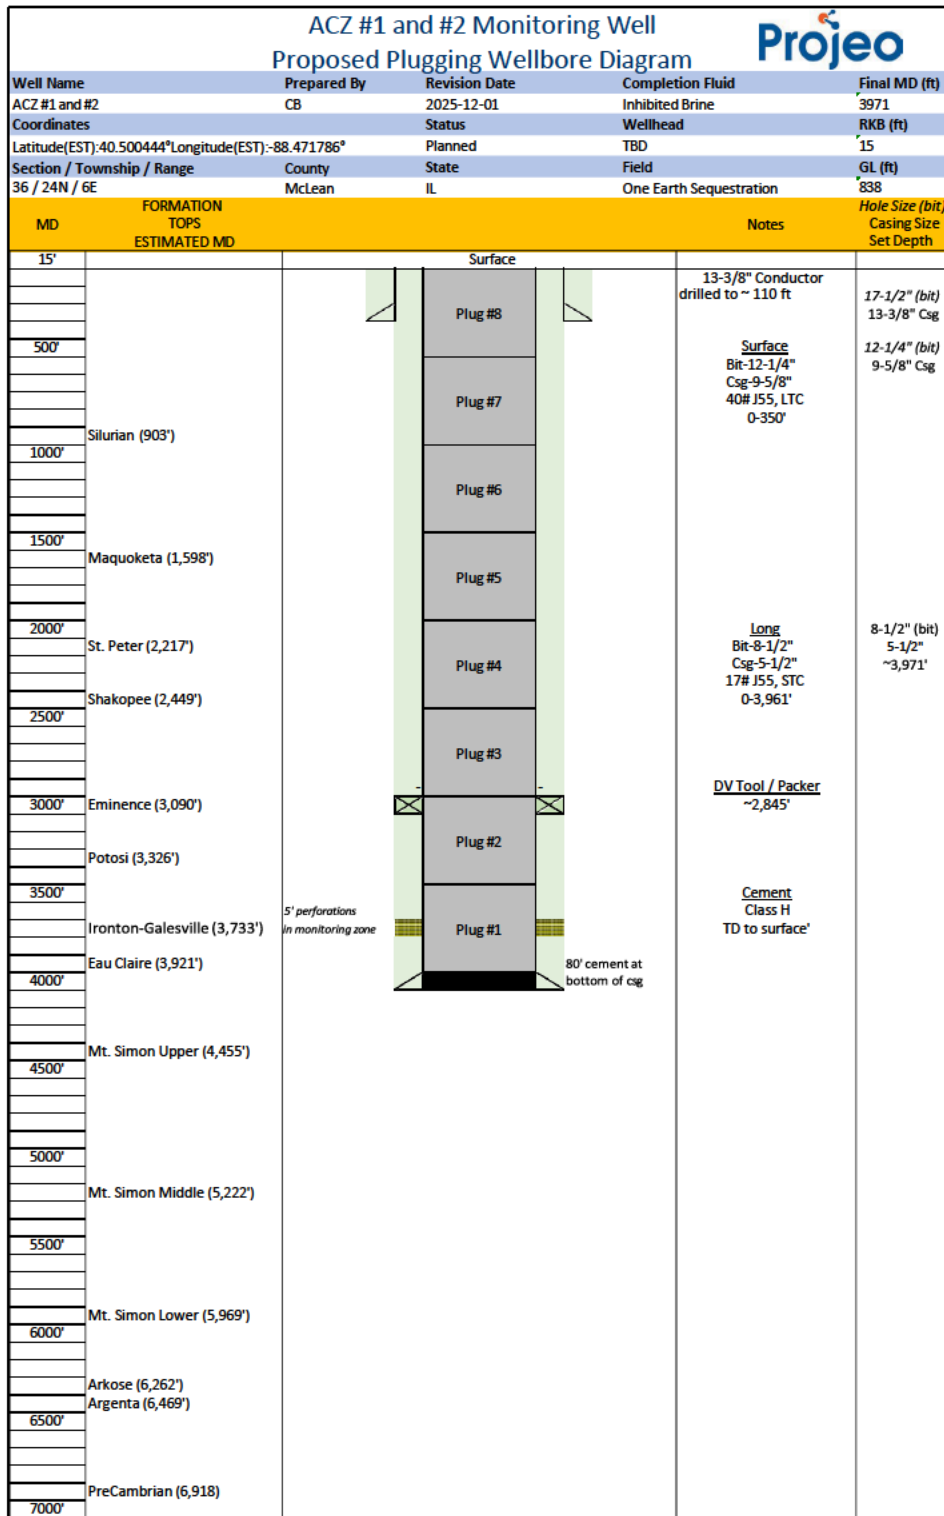 ACZ #1 and #2 Monitoring Well
Proposed Plugging Wellbore Diagram
Projeo
Well Name Prepared By Revision Date Completion Fluid Final MD (ft)
ACZ #1 and #2 CB 2025-12-01 Inhibited Brine 3971
Coordinates Status Wellhead RKB (ft)
Latitude(EST):40.500444°Longitude(EST):-88.471786° Planned TBD 15
Section / Township / Range County State Field GL (ft)
36 / 24N / 6E McLean IL One Earth Sequestration 838
MD
FORMATION
TOPS
ESTIMATED MD
Notes
Hole Size (bit)
Casing Size
Set Depth
15' Surface
13-3/8" Conductor
drilled to ~ 110 ft
17-1/2" (bit)
13-3/8" Csg
Plug #8
500'
Surface
Bit-12-1/4"
Csg-9-5/8"
40# J55, LTC
0-350'
12-1/4" (bit)
9-5/8" Csg
Plug #7
Silurian (903')
1000'
Plug #6
1500'
Maquoketa (1,598')
Plug #5
2000'
St. Peter (2,217')
Plug #4
Long
Bit-8-1/2"
Csg-5-1/2"
17# J55, STC
0-3,961'
8-1/2" (bit)
5-1/2"
~3,971'
Shakopee (2,449')
2500'
Plug #3
DV Tool / Packer
~2,845'
3000' Eminence (3,090')
Plug #2
Potosi (3,326')
3500'
Cement
Class H
TD to surface'
5' perforations
in monitoring zone
Ironton-Galesville (3,733')
Plug #1
Eau Claire (3,921')
80' cement at
bottom of csg
4000'
Mt. Simon Upper (4,455')
4500'
5000'
Mt. Simon Middle (5,222')
5500'
Mt. Simon Lower (5,969')
6000'
Arkose (6,262')
Argenta (6,469')
6500'
PreCambrian (6,918)
7000'